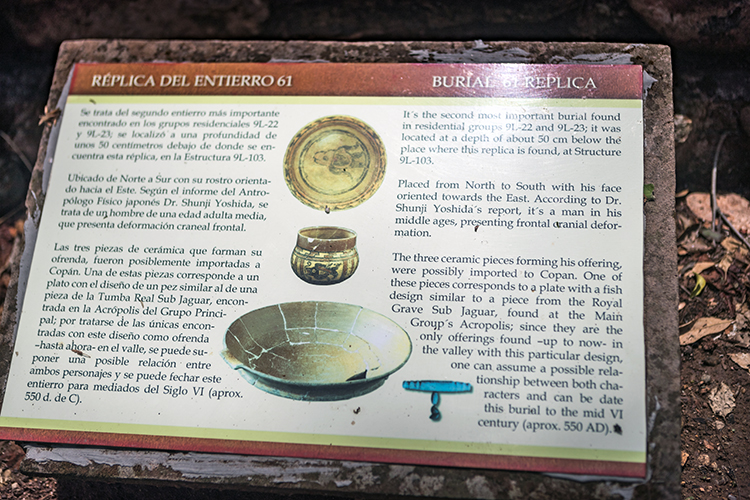 RÉPLICA DEL ENTIERRO 61
Se trata del segundo entierro más importante
encontrado en los grupos residenciales 9L-22
y 9L-23; se localizó a una profundidad de
unos 50 centímetros debajo de donde se en-
cuentra esta réplica, en la Estructura 9L-103.
Ubicado de Norte a Sur con su rostro orienta-
do hacia el Este. Según el informe del Antro-
pólogo Físico japonés Dr. Shunji Yoshida, se
trata de un hombre de una edad adulta media,
que presenta deformación craneal frontal.
Las tres piezas de cerámica que forman su
ofrenda, fueron posiblemente importadas a
Copán. Una de estas piezas corresponde a un
plato con el diseño de un pez similar al de una
pieza de la Tumba Real Sub Jaguar, encon-
trada en la Acrópolis del Grupo Princi-
pal; por tratarse de las únicas encon-
tradas con este diseño como ofrenda
–hasta ahora- en el valle, se puede su-
poner una posible relación entre
ambos personajes y se puede fechar este
entierro para mediados del Siglo VI (aprox.
550 d. de C).
BURIAL 61 REPLICA
It´s the second most important burial found
in residential groups 9L-22 and 9L-23; it was
located at a depth of about 50 cm below the
place where this replica is found, at Structure
9L-103.
Placed from North to South with his face
oriented towards the East. According to Dr.
Shunji Yoshida´s report, it´s a man in his
middle ages, presenting frontal cranial defor-
mation.
The three ceramic pieces forming his offering,
were possibly imported to Copan. One of
these pieces corresponds to a plate with a fish
design similar to a piece from the Royal
Grave Sub Jaguar, found at the Main
Group´s Acropolis; since they are the
only offerings found –up to now- in
the valley with this particular design,
one can assume a possible rela-
tionship between both cha-
racters and can be date
this burial to the mid VI
century (aprox. 550 AD).